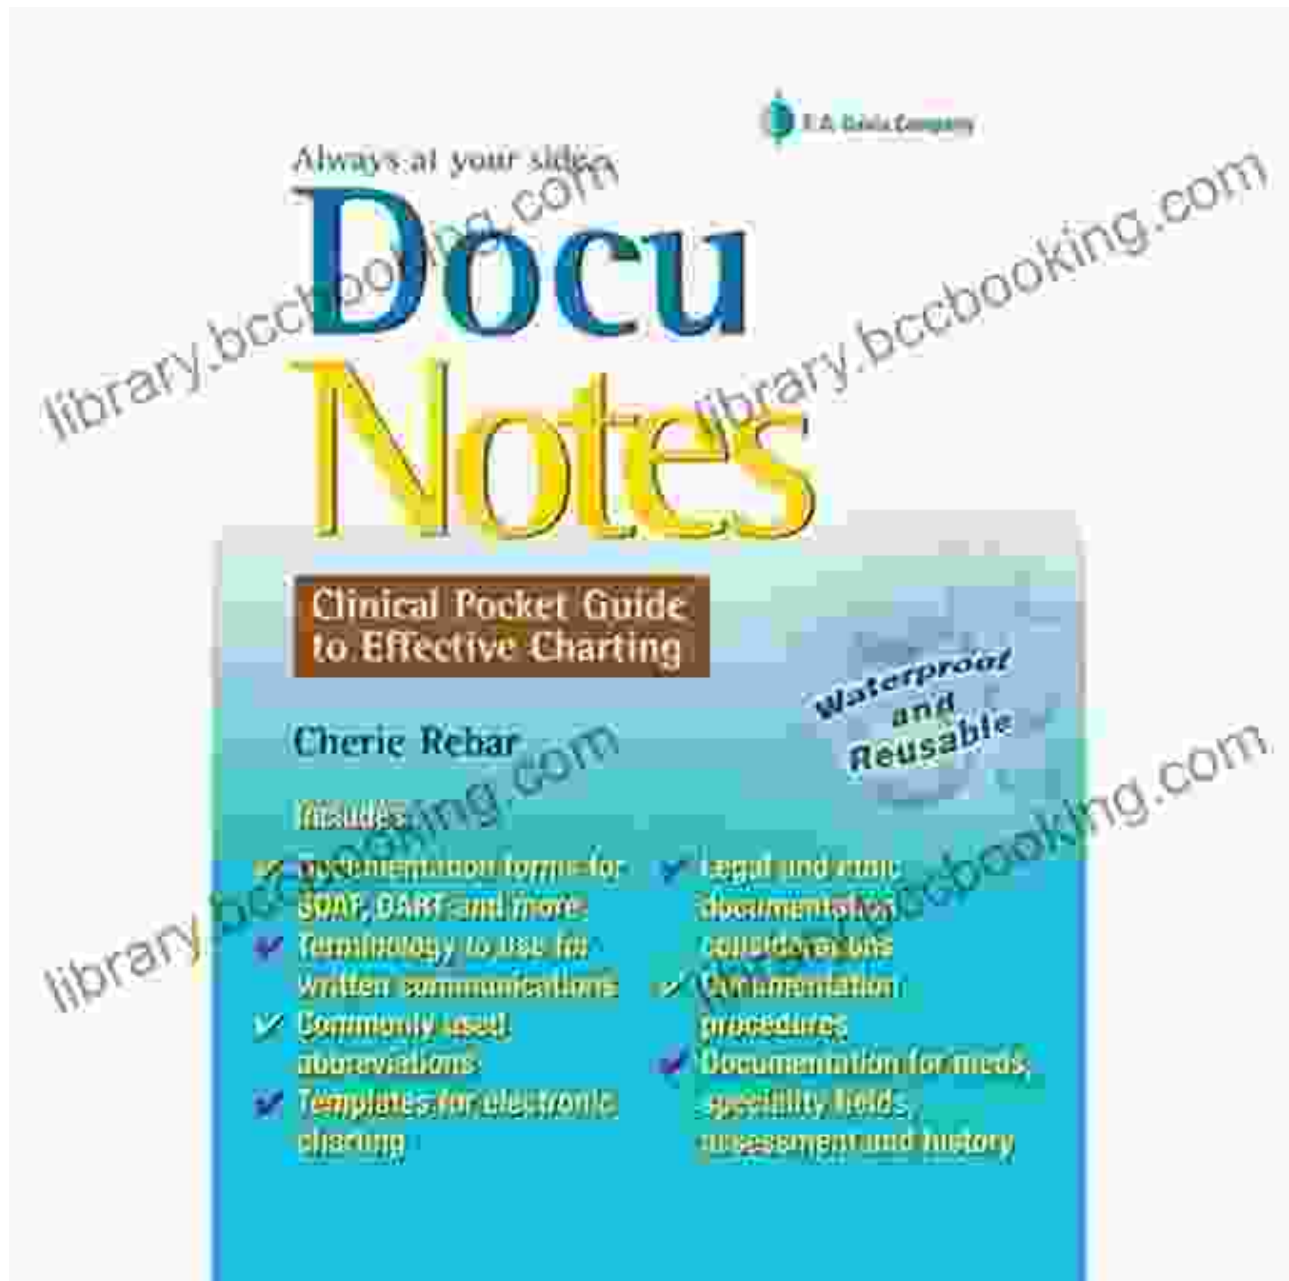 F.A. Davis Company
Always at your side...
Docu
Notes
Clinical Pocket Guide
to Effective Charting
Waterproof
and
Reusable
Cherie Rebar
Includes:
Documentation forms for
SOAP, DART and more
Terminology to use for
written communications
Commonly used
abbreviations
Templates for electronic
charting
Legal and ethic
documentation
considerations
Documentation
procedures
Documentation for meds,
speciality fields,
assessment and history
library.bccbooking.com
library.bccbooking.com
library.bccbooking.com
library.bccbooking.com